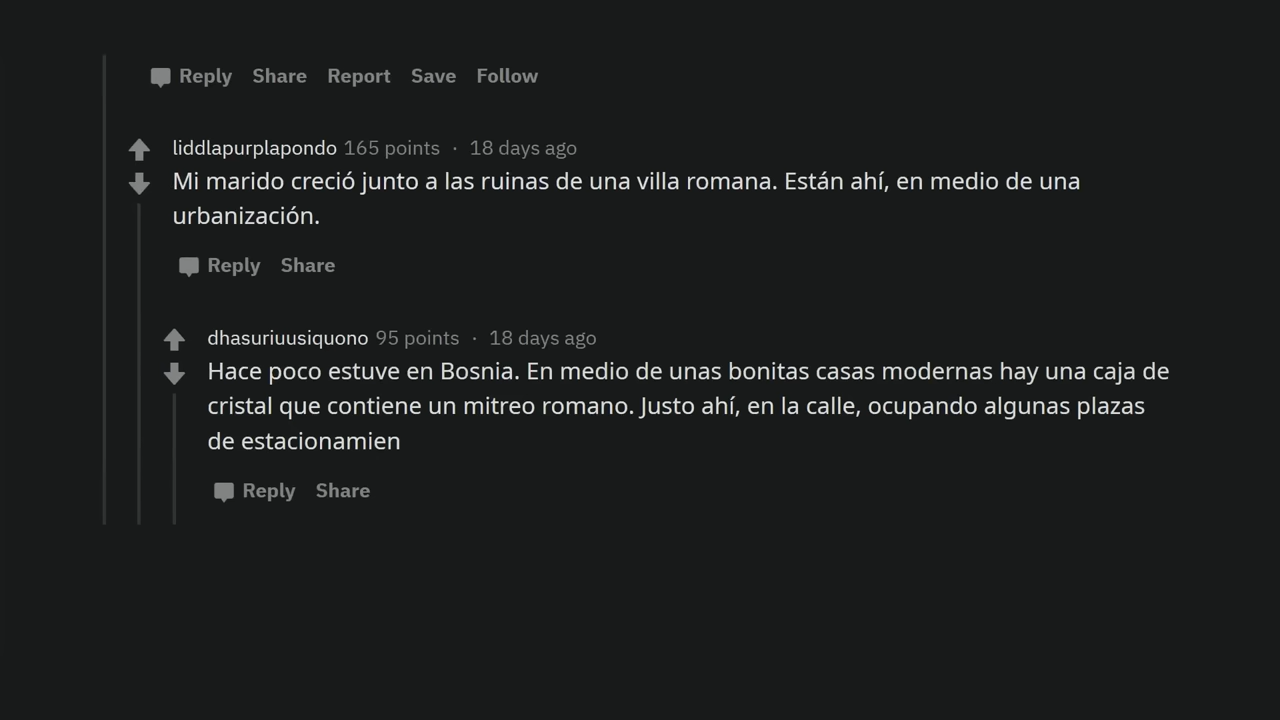 Reply Share Report Save Follow
liddlapurplapondo 165 points · 18 days ago
Mi marido creció junto a las ruinas de una villa romana. Están ahí, en medio de una
urbanización.
Reply Share
dhasuriuusiquono 95 points · 18 days ago
Hace poco estuve en Bosnia. En medio de unas bonitas casas modernas hay una caja de
cristal que contiene un mitreo romano. Justo ahí, en la calle, ocupando algunas plazas
de estacionamien
Reply Share